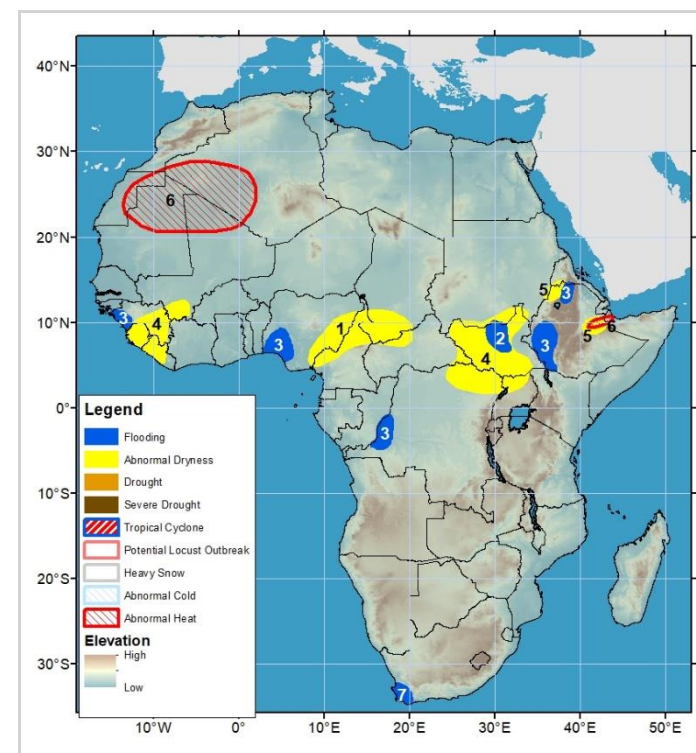 40°N
30°N
6
20°N
5
3
3
4
10°N
1
2
5
6
3
3
4
0°
3
Legend
Flooding
Abnormal Dryness
Drought
Severe Drought
Tropical Cyclone
Potential Locust Outbreak
Heavy Snow
Abnormal Cold
Abnormal Heat
Elevation
High
Low
10°S
20°S
30°S
7
10°W
0°
10°E
20°E
30°E
40°E
50°E